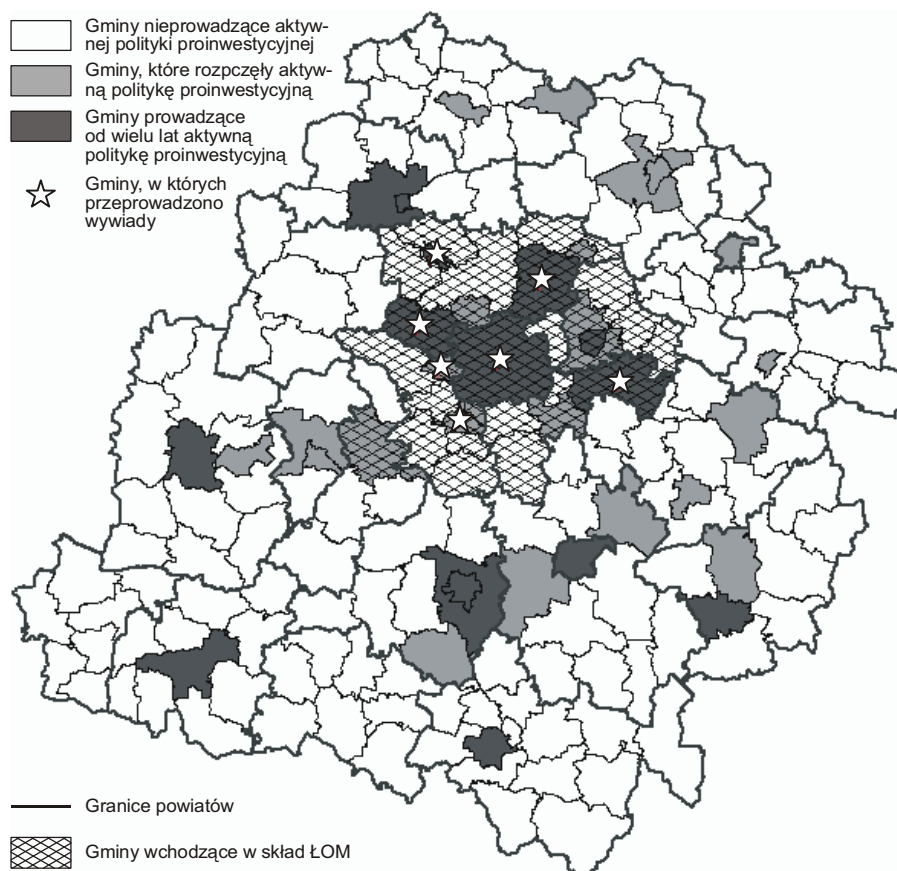 Gminy nieprowadzące aktyw-
nej polityki proinwestycyjnej
Gminy, które rozpczęły aktyw-
ną politykę proinwestycyjną
Gminy prowadzące
od wielu lat aktywną
politykę proinwestycyjną
Gminy, w których
przeprowadzono
wywiady
Granice powiatów
Gminy wchodzące w skład ŁOM